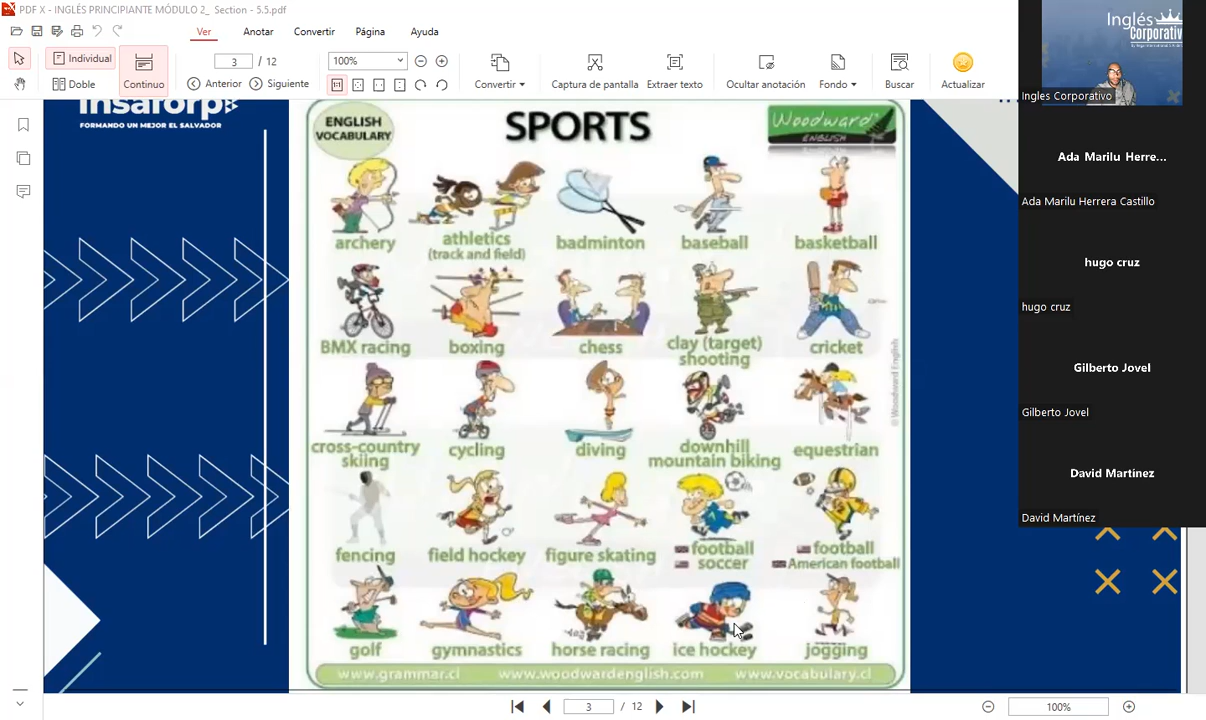 PDF X - INGLÉS PRINCIPIANTE MÓDULO 2_ Section - 5.5.pdf
Ver Anotar Convertir Página Ayuda
Individual
Doble
Continuo
3 / 12
Anterior Siguiente
100%
Convertir
Captura de pantalla
Extraer texto
Ocultar anotación
Fondo
Buscar
Actualizar
insaforp
FORMANDO UN MEJOR EL SALVADOR
ENGLISH
VOCABULARY
SPORTS
Woodward
ENGLISH
archery
athletics
(track and field)
badminton
baseball
basketball
BMX racing
boxing
chess
clay (target)
shooting
cricket
cross-country
skiing
cycling
diving
downhill
mountain biking
equestrian
fencing
field hockey
figure skating
football
soccer
football
American football
golf
gymnastics
horse racing
ice hockey
jogging
© Woodward English
www.grammar.cl www.woodwardenglish.com www.vocabulary.cl
Inglés
Corporativ
Ingles Corporativo
Ada Marilu Herre...
Ada Marilu Herrera Castillo
hugo cruz
hugo cruz
Gilberto Jovel
Gilberto Jovel
David Martínez
David Martínez
3 / 12
100%